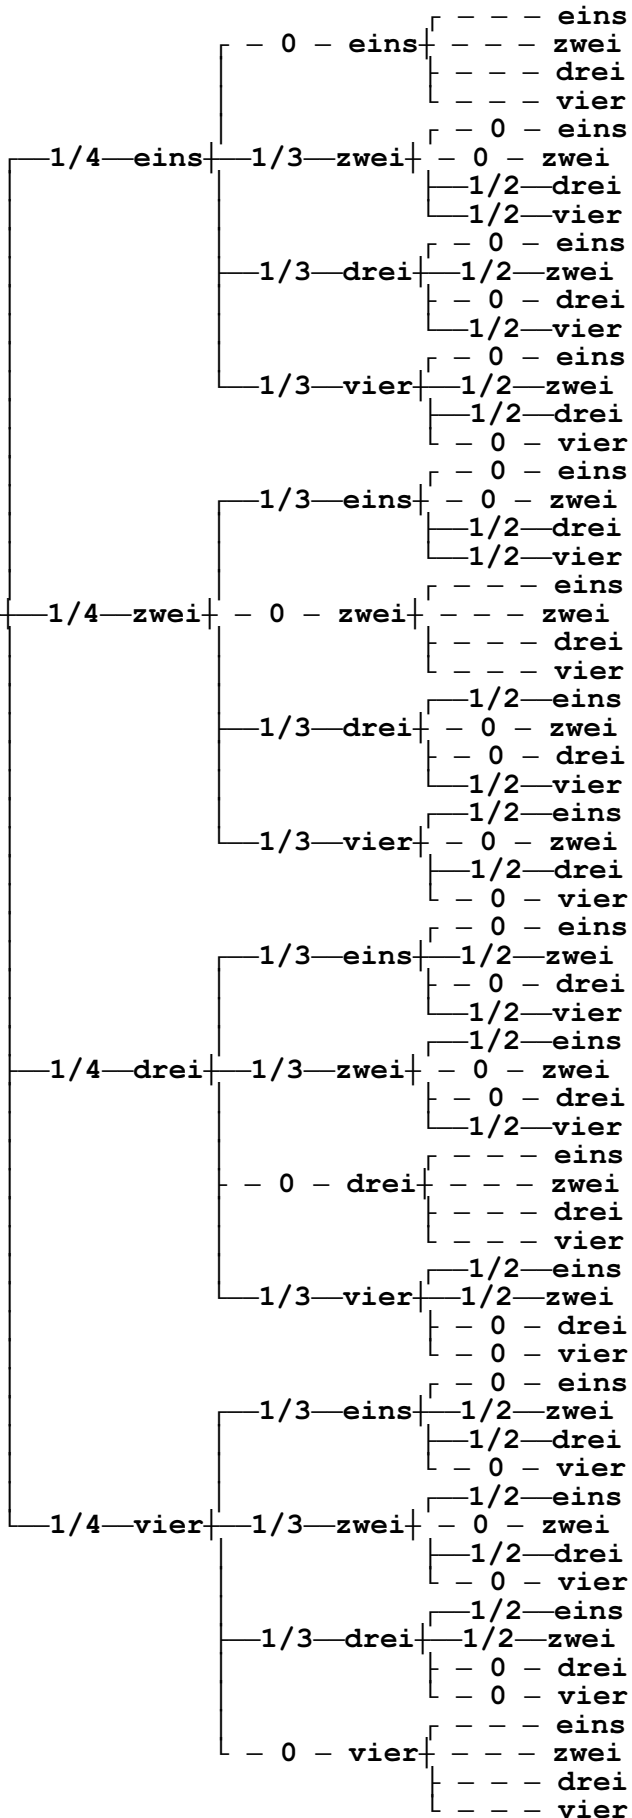 eins
0 eins zwei
drei
vier
0 eins
1/4 eins 1/3 zwei 0 zwei
1/2 drei
1/2 vier
0 eins
1/3 drei 1/2 zwei
0 drei
1/2 vier
0 eins
1/3 vier 1/2 zwei
1/2 drei
0 vier
0 eins
1/3 eins 0 zwei
1/2 drei
1/2 vier
eins
1/4 zwei 0 zwei zwei
drei
vier
1/2 eins
1/3 drei 0 zwei
0 drei
1/2 vier
1/2 eins
1/3 vier 0 zwei
1/2 drei
0 vier
0 eins
1/3 eins 1/2 zwei
0 drei
1/2 vier
1/2 eins
1/4 drei 1/3 zwei 0 zwei
0 drei
1/2 vier
eins
0 drei zwei
drei
vier
1/2 eins
1/3 vier 1/2 zwei
0 drei
0 vier
0 eins
1/3 eins 1/2 zwei
1/2 drei
0 vier
1/2 eins
1/4 vier 1/3 zwei 0 zwei
1/2 drei
0 vier
1/2 eins
1/3 drei 1/2 zwei
0 drei
0 vier
eins
0 vier zwei
drei
vier